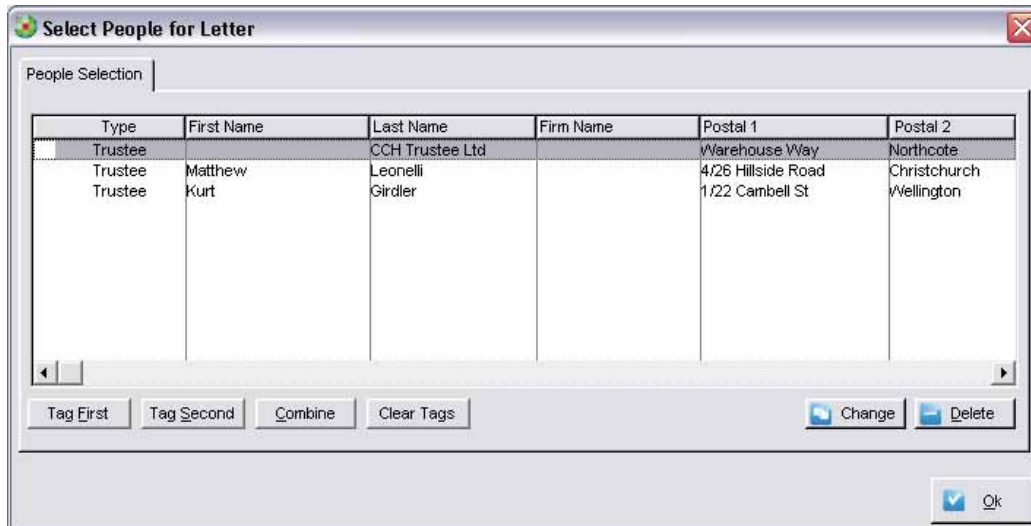 Select People for Letter
People Selection
Type First Name Last Name Firm Name Postal 1 Postal 2
Trustee CCH Trustee Ltd Warehouse Way Northcote
Trustee Matthew Leonelli 4/26 Hillside Road Christchurch
Trustee Kurt Girdler 1/22 Cambell St Wellington
Tag First Tag Second Combine Clear Tags Change Delete
Ok